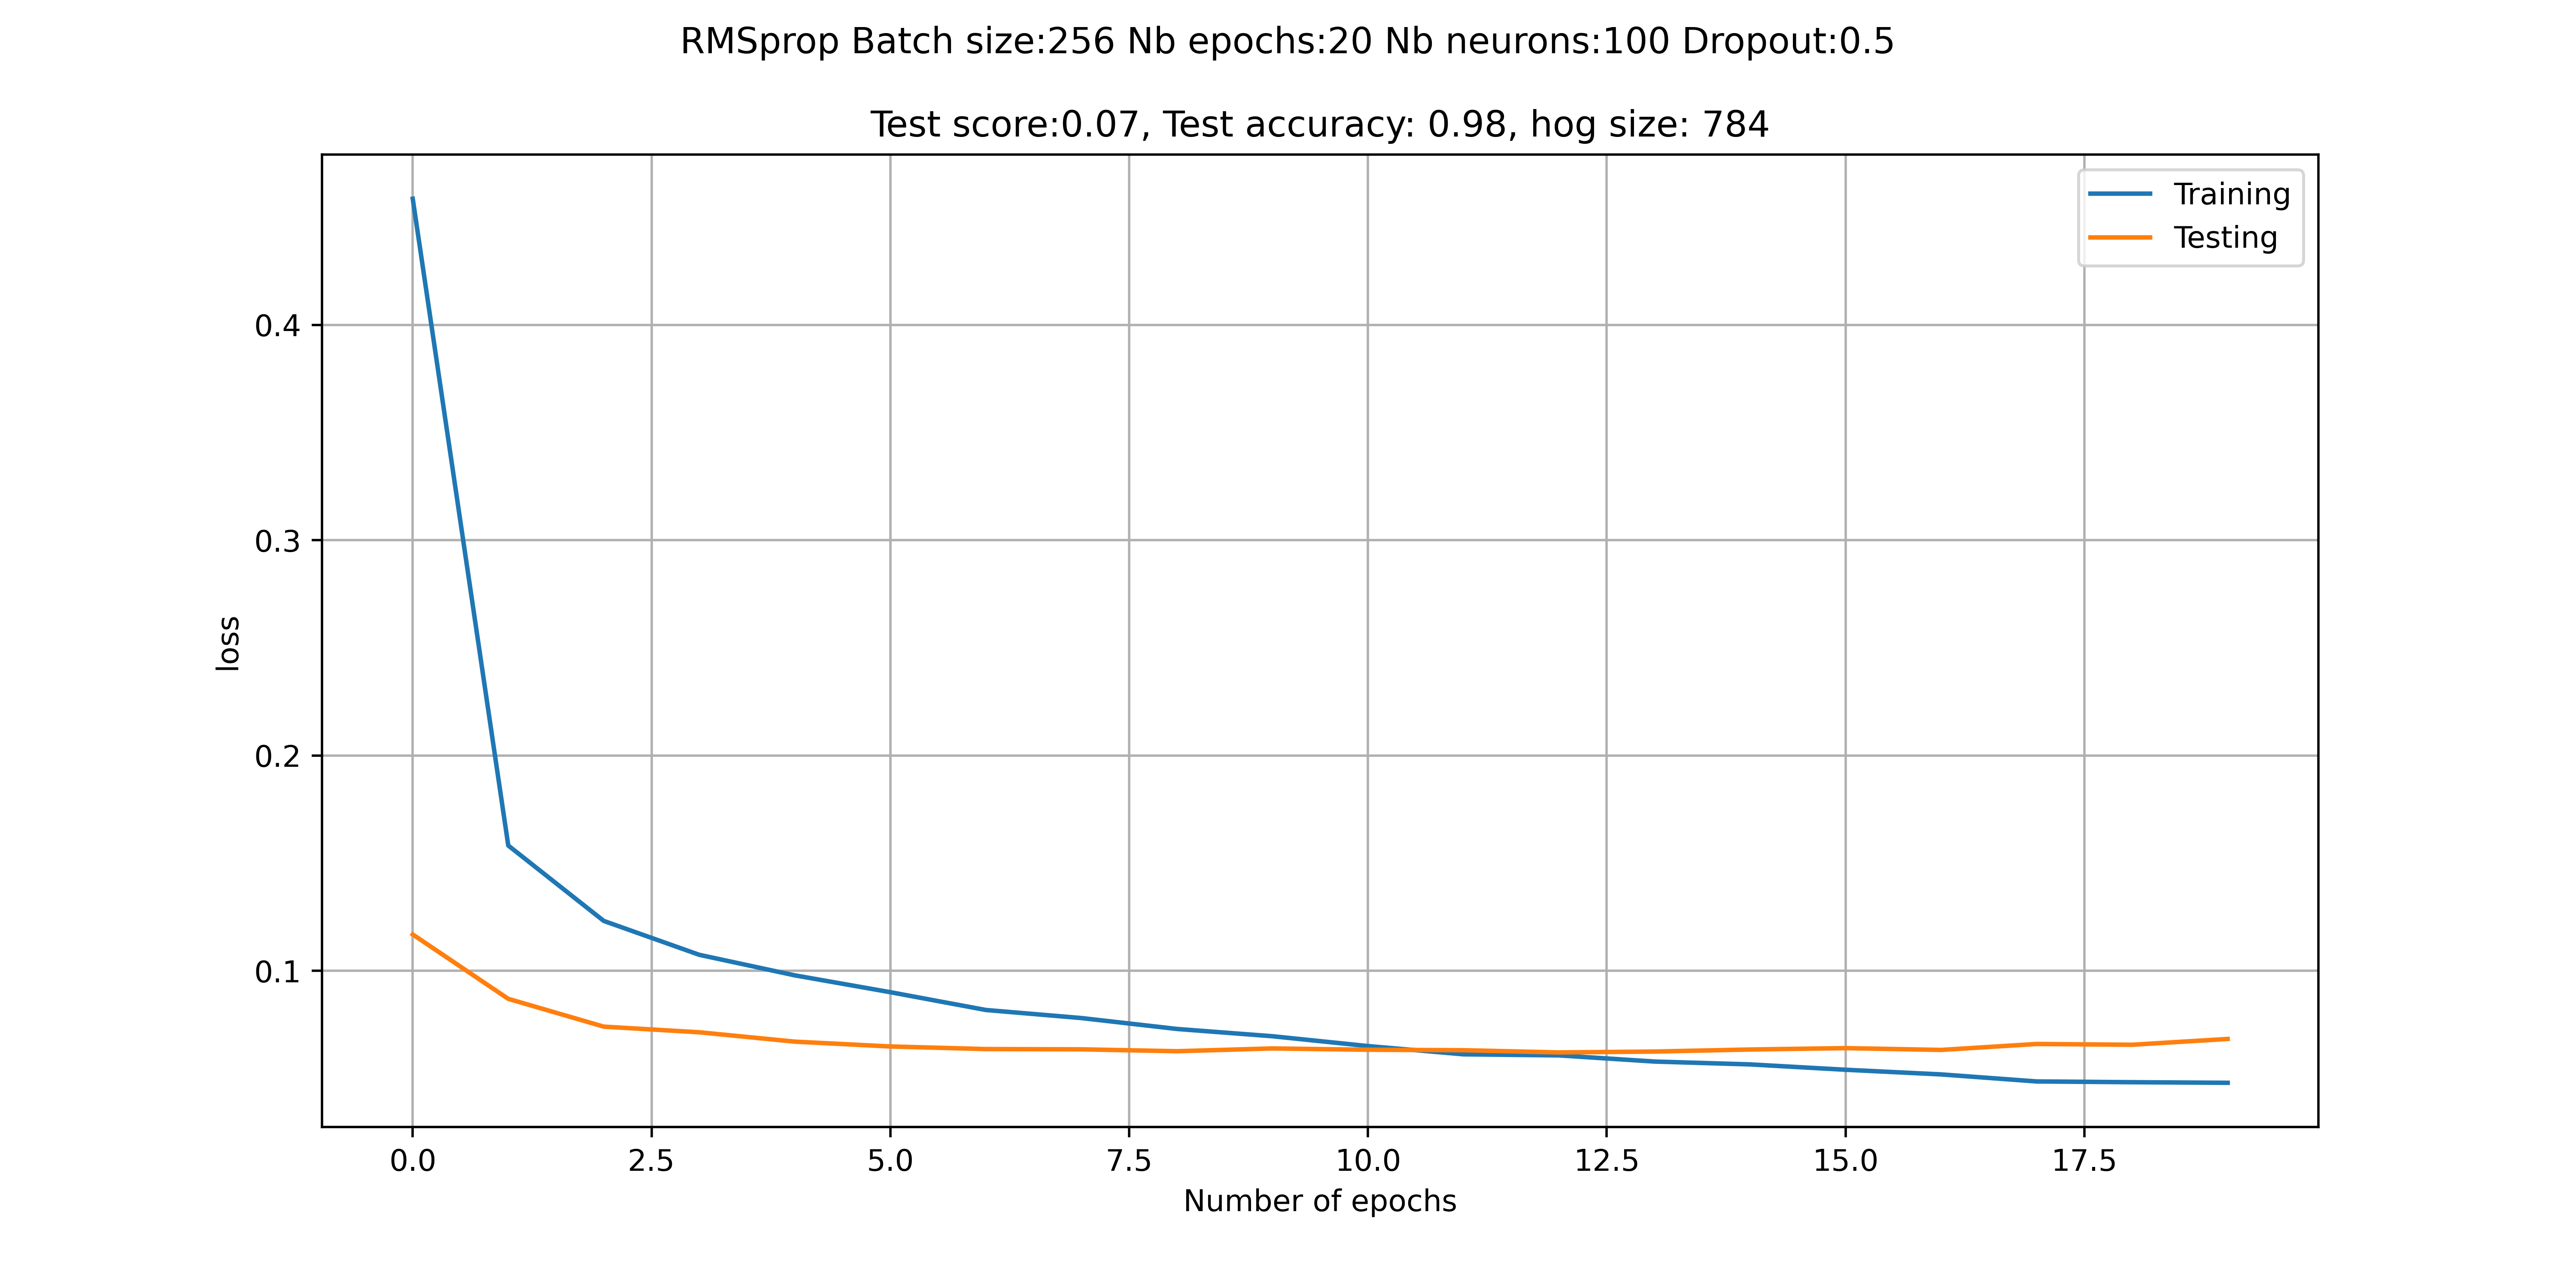 RMSprop Batch size:256 Nb epochs:20 Nb neurons:100 Dropout:0.5
Test score:0.07, Test accuracy: 0.98, hog size: 784
Training
Testing
0.4
0.3
0.2
0.1
loss
0.0 2.5 5.0 7.5 10.0 12.5 15.0 17.5
Number of epochs